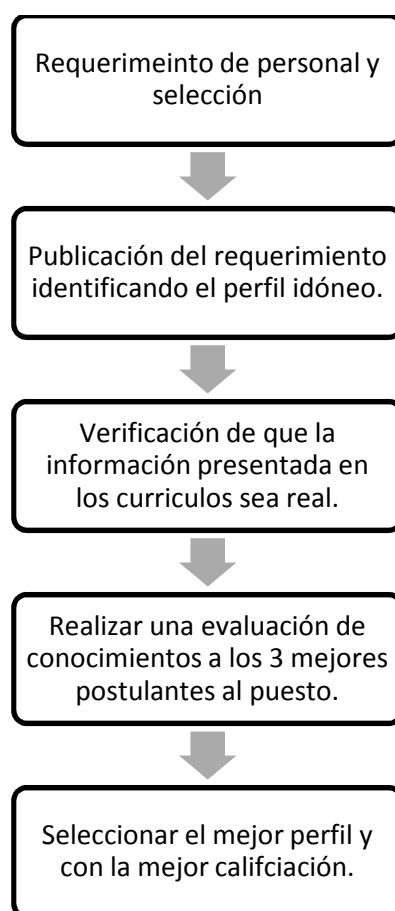 Requerimeinto de personal y
selección
Publicación del requerimiento
identificando el perfil idóneo.
Verificación de que la
información presentada en
los curriculos sea real.
Realizar una evaluación de
conocimientos a los 3 mejores
postulantes al puesto.
Seleccionar el mejor perfil y
con la mejor califciación.